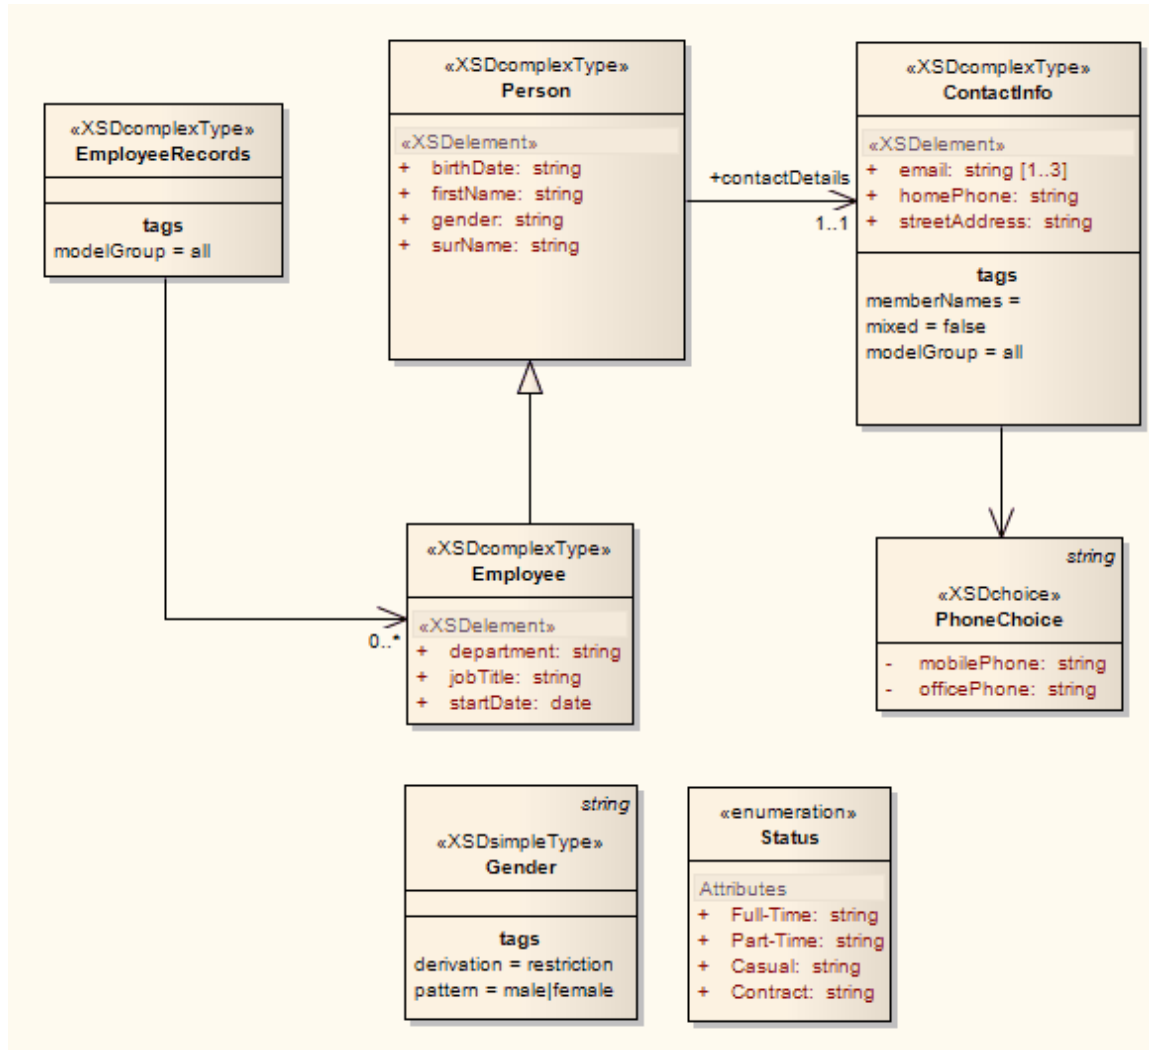 «XSDcomplexType»
EmployeeRecords
tags
modelGroup = all
«XSDcomplexType»
Person
«XSDelement»
+ birthDate: string
+ firstName: string
+ gender: string
+ surName: string
+contactDetails
1..1
«XSDcomplexType»
ContactInfo
«XSDelement»
+ email: string [1..3]
+ homePhone: string
+ streetAddress: string
tags
memberNames =
mixed = false
modelGroup = all
0..*
«XSDcomplexType»
Employee
«XSDelement»
+ department: string
+ jobTitle: string
+ startDate: date
string
«XSDchoice»
PhoneChoice
- mobilePhone: string
- officePhone: string
string
«XSDsimpleType»
Gender
tags
derivation = restriction
pattern = male|female
«enumeration»
Status
Attributes
+ Full-Time: string
+ Part-Time: string
+ Casual: string
+ Contract: string